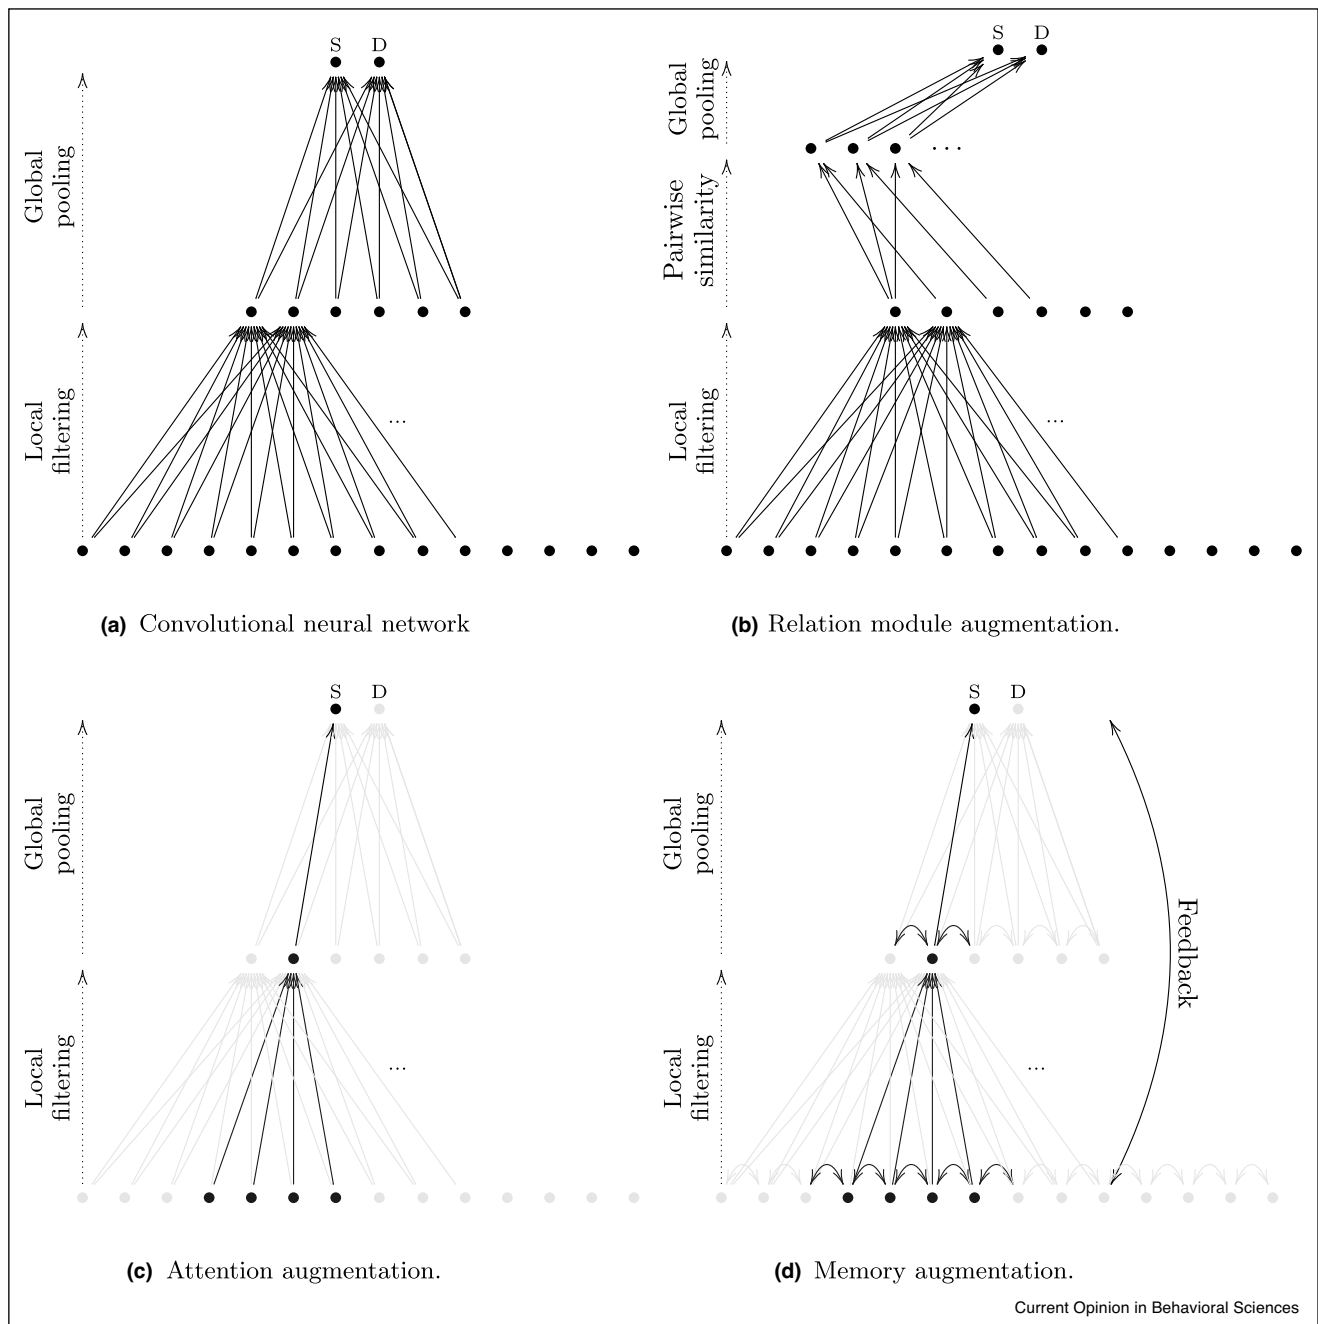 S D
Global
pooling
Local
filtering
...
(a) Convolutional neural network
S D
Global
pooling
Pairwise
similarity
...
Local
filtering
...
(b) Relation module augmentation.
S D
Global
pooling
Local
filtering
...
(c) Attention augmentation.
S D
Global
pooling
Local
filtering
...
Feedback
(d) Memory augmentation.
Current Opinion in Behavioral Sciences